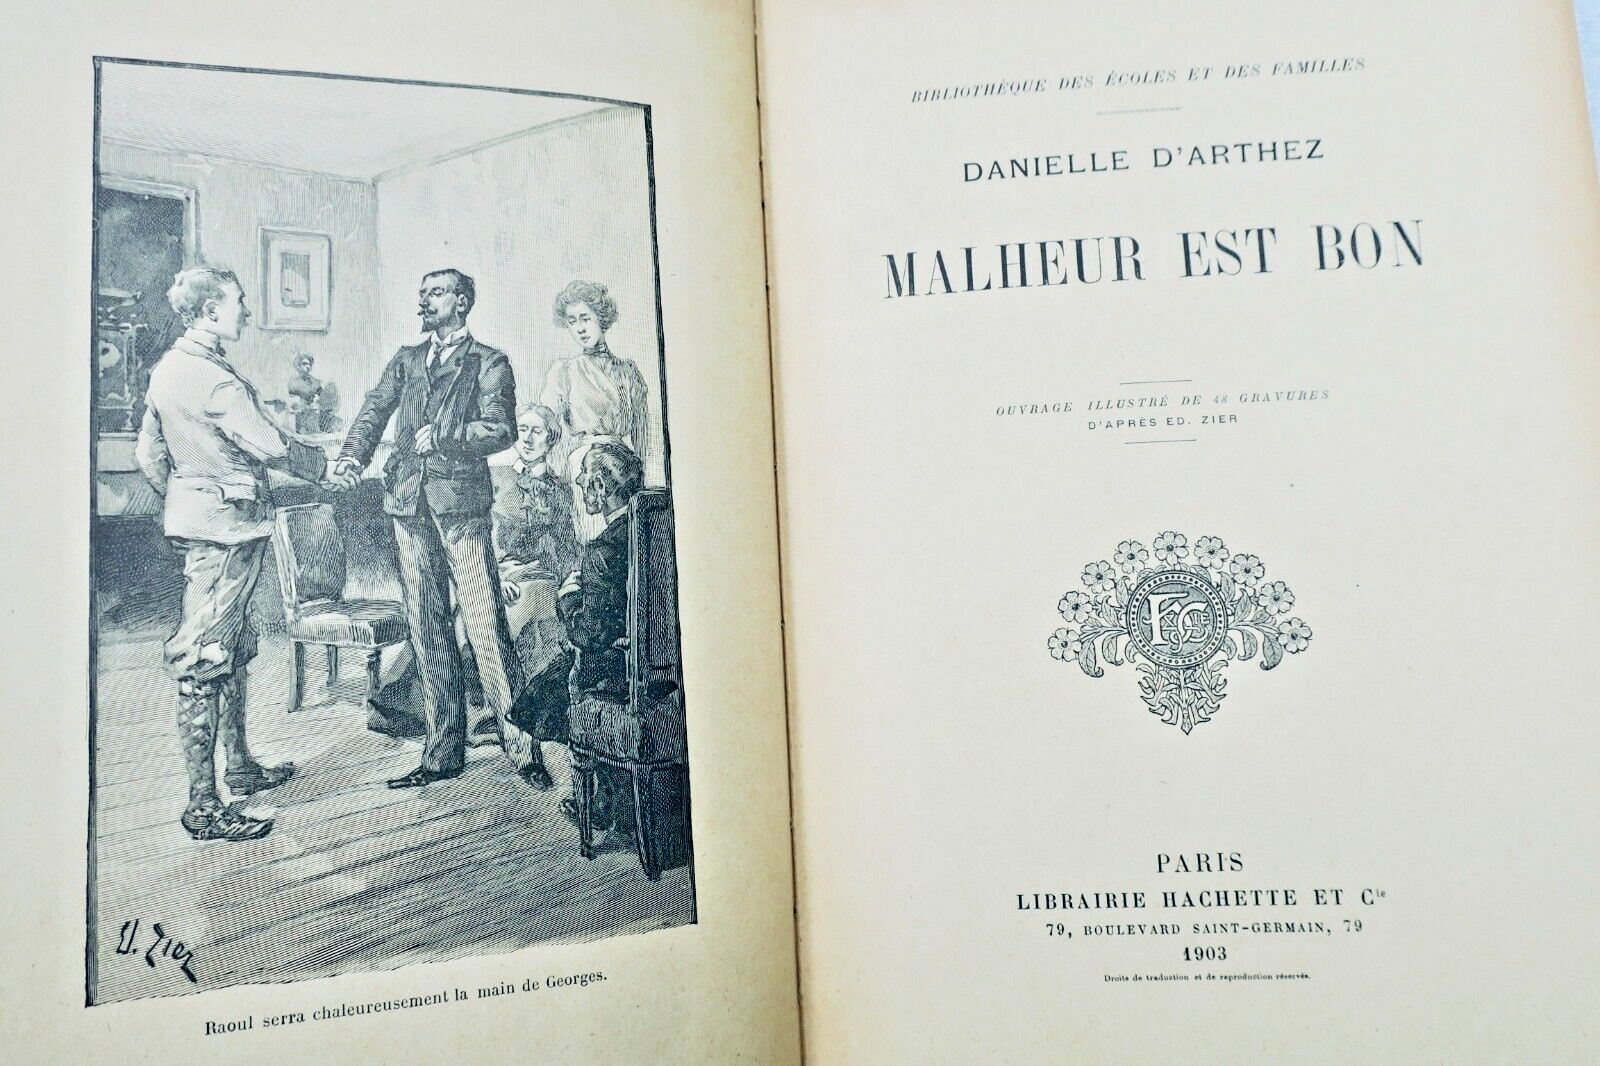 Ed. Zier
Raoul serra chaleureusement la main de Georges.
BIBLIOTHÈQUE DES ÉCOLES ET DES FAMILLES
DANIELLE D'ARTHEZ
MALHEUR EST BON
OUVRAGE ILLUSTRÉ DE 48 GRAVURES
D'APRÈS ED. ZIER
PARIS
LIBRAIRIE HACHETTE ET Cie
79, BOULEVARD SAINT-GERMAIN, 79
1903
Droits de traduction et de reproduction réservés.